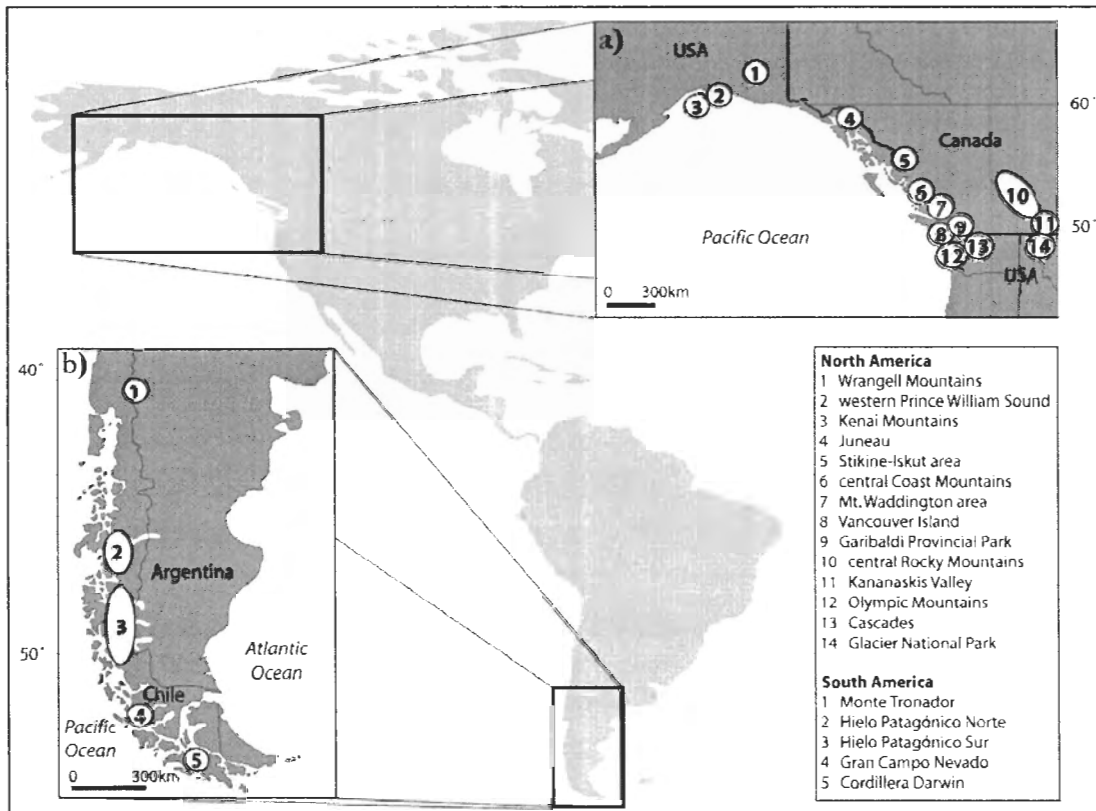 a)
USA
1
2
3
4
5
6
7
8
9
10
11
12
13
14
Canada
USA
Pacific Ocean
0 300km
60°
50°
b)
40°
50°
1
2
3
4
5
Argentina
Chile
Atlantic
Ocean
Pacific
Ocean
0 300km
North America
1 Wrangell Mountains
2 western Prince William Sound
3 Kenai Mountains
4 Juneau
5 Stikine-Iskut area
6 central Coast Mountains
7 Mt. Waddington area
8 Vancouver Island
9 Garibaldi Provincial Park
10 central Rocky Mountains
11 Kananaskis Valley
12 Olympic Mountains
13 Cascades
14 Glacier National Park
South America
1 Monte Tronador
2 Hielo Patagónico Norte
3 Hielo Patagónico Sur
4 Gran Campo Nevado
5 Cordillera Darwin